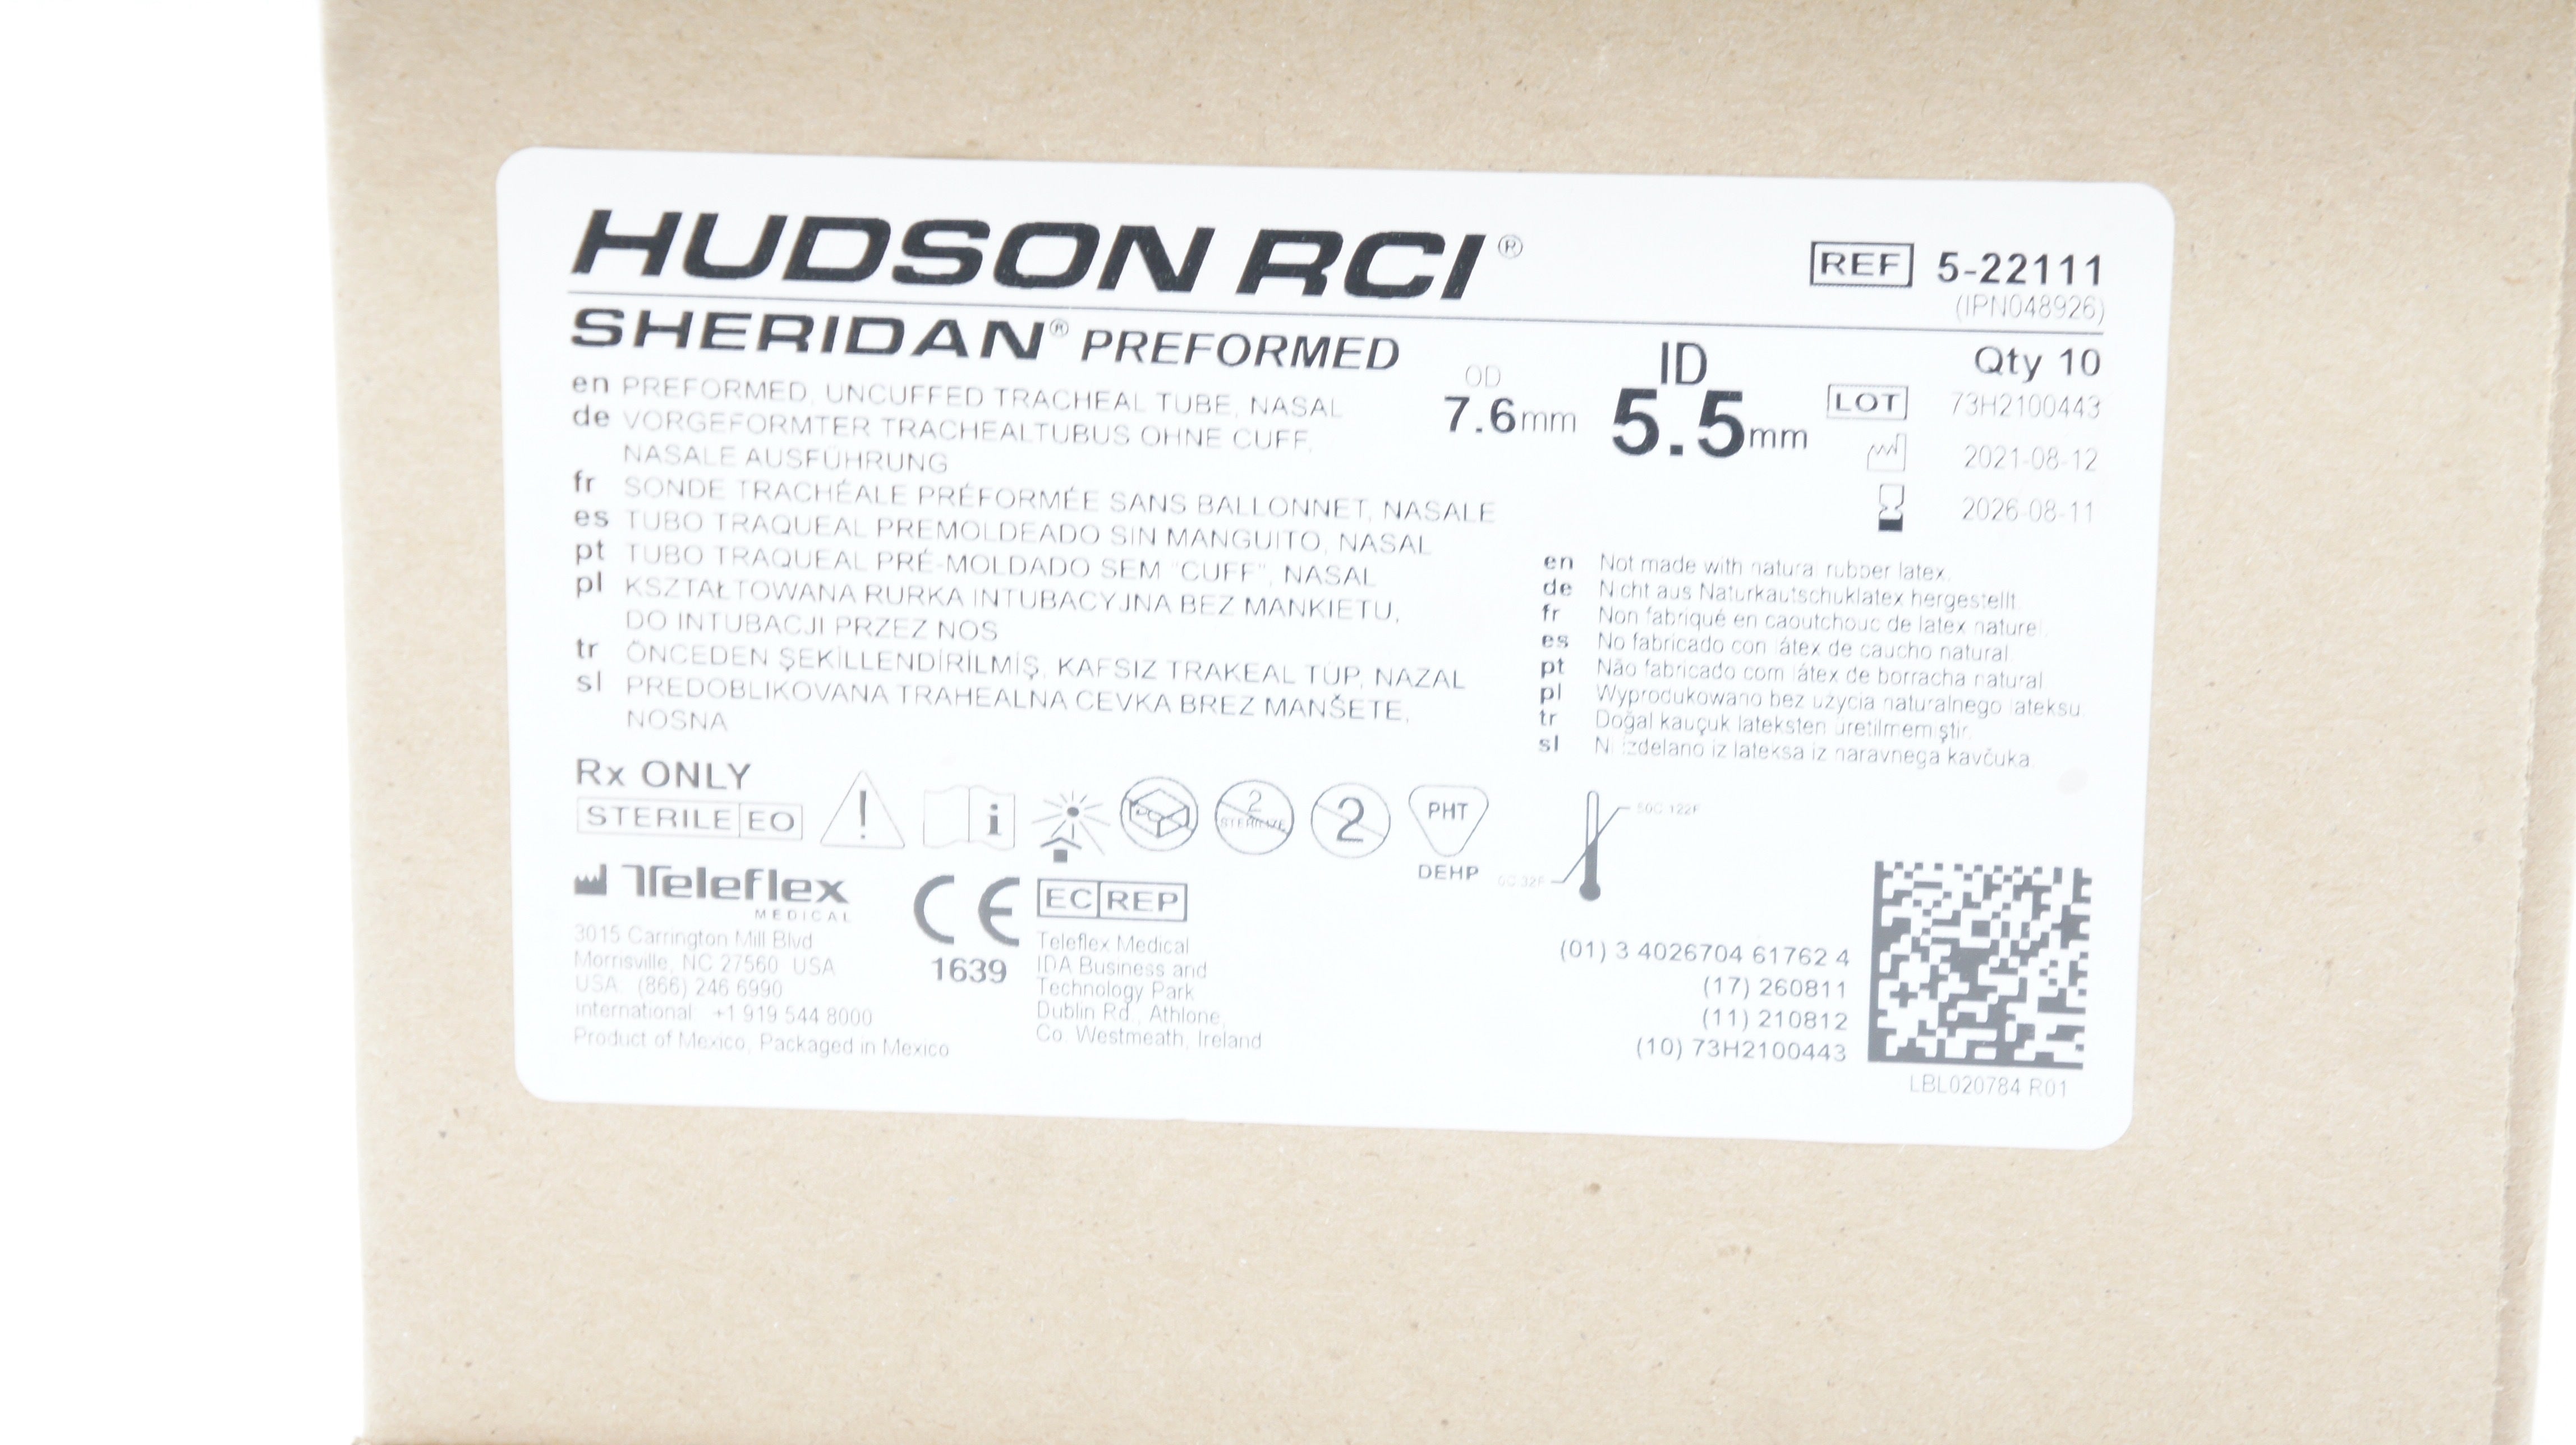 HUDSON RCI®
REF 5-22111
(IPN048926)
SHERIDAN® PREFORMED
OD
7.6mm
ID
5.5mm
Qty 10
LOT 73H2100443
2021-08-12
2026-08-11
en PREFORMED, UNCUFFED TRACHEAL TUBE, NASAL
de VORGEFORMTER TRACHEALTUBUS OHNE CUFF,
NASALE AUSFÜHRUNG
fr SONDE TRACHÉALE PRÉFORMÉE SANS BALLONNET, NASALE
es TUBO TRAQUEAL PREMOLDEADO SIN MANGUITO, NASAL
pt TUBO TRAQUEAL PRÉ-MOLDADO SEM "CUFF", NASAL
pl KSZTAŁTOWANA RURKA INTUBACYJNA BEZ MANKIETU,
DO INTUBACJI PRZEZ NOS
tr ÖNCEDEN ŞEKİLLENDİRİLMİŞ, KAFSIZ TRAKEAL TÜP, NAZAL
sl PREDOBLIKOVANA TRAHEALNA CEVKA BREZ MANŠETE,
NOSNA
en Not made with natural rubber latex.
de Nicht aus Naturkautschuklatex hergestellt.
fr Non fabriqué en caoutchouc de latex naturel.
es No fabricado con látex de caucho natural.
pt Não fabricado com látex de borracha natural.
pl Wyprodukowano bez użycia naturalnego lateksu.
tr Doğal kauçuk lateksten üretilmemiştir.
sl Ni izdelano iz lateksa iz naravnega kavčuka.
Rx ONLY
STERILE EO
2
STERILIZE
2
PHT
DEHP
50C 122F
0C 32F
Teleflex
MEDICAL
3015 Carrington Mill Blvd
Morrisville, NC 27560 USA
USA: (866) 246 6990
international: +1 919 544 8000
Product of Mexico, Packaged in Mexico
CE
1639
EC REP
Teleflex Medical
IDA Business and
Technology Park
Dublin Rd., Athlone,
Co. Westmeath, Ireland
(01) 3 4026704 61762 4
(17) 260811
(11) 210812
(10) 73H2100443
LBL020784 R01